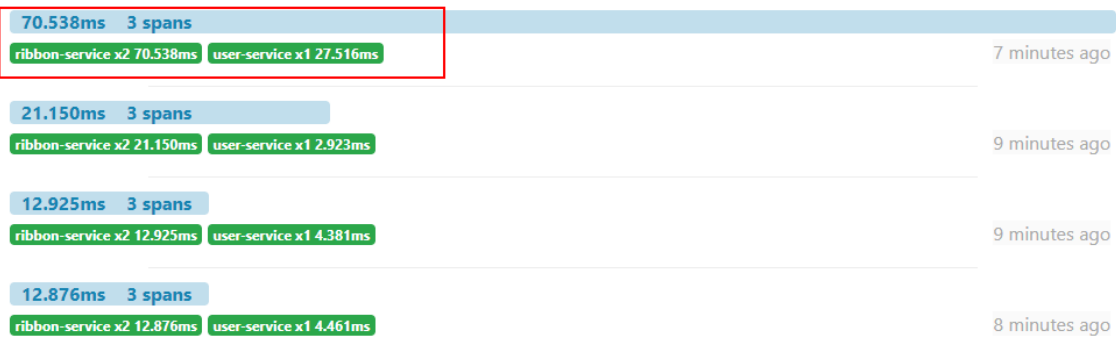 70.538ms 3 spans
ribbon-service x2 70.538ms user-service x1 27.516ms 7 minutes ago
21.150ms 3 spans
ribbon-service x2 21.150ms user-service x1 2.923ms 9 minutes ago
12.925ms 3 spans
ribbon-service x2 12.925ms user-service x1 4.381ms 9 minutes ago
12.876ms 3 spans
ribbon-service x2 12.876ms user-service x1 4.461ms 8 minutes ago